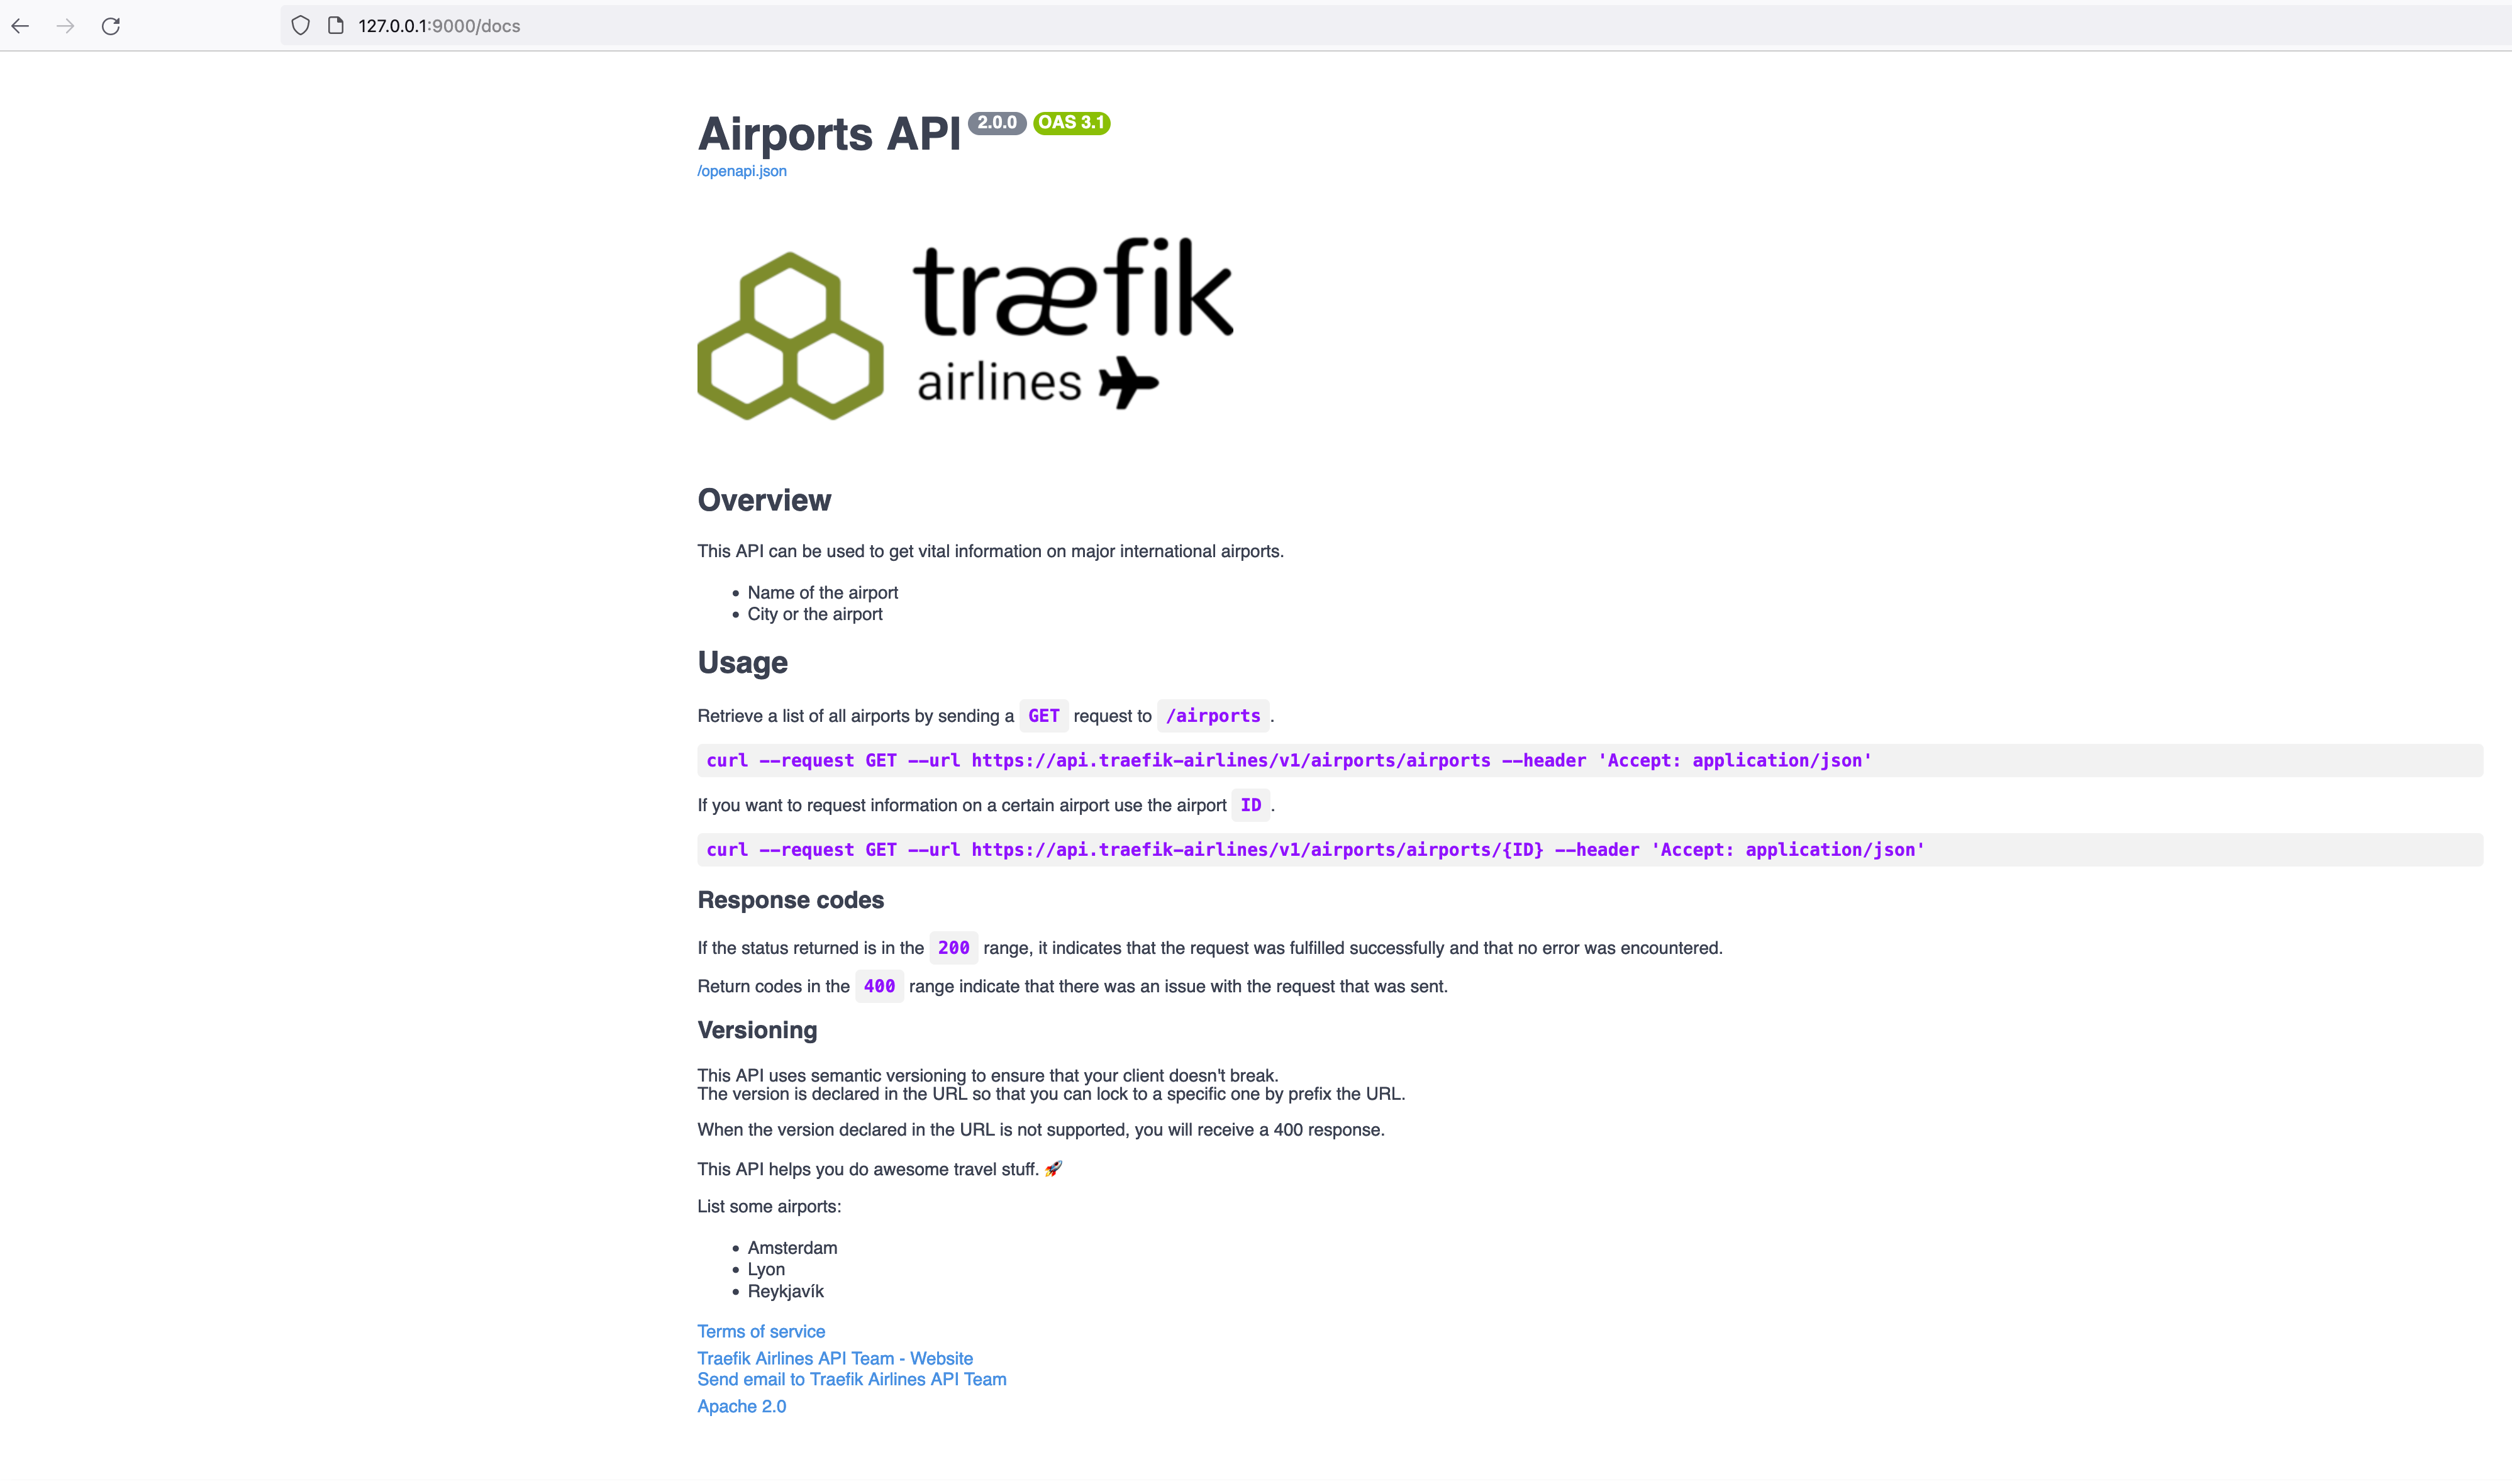 127.0.0.1:9000/docs
Airports API 2.0.0 OAS 3.1
/openapi.json
træfik
airlines
Overview
This API can be used to get vital information on major international airports.
Name of the airport
City or the airport
Usage
Retrieve a list of all airports by sending a GET request to /airports .
curl --request GET --url https://api.traefik-airlines/v1/airports/airports --header 'Accept: application/json'
If you want to request information on a certain airport use the airport ID .
curl --request GET --url https://api.traefik-airlines/v1/airports/airports/{ID} --header 'Accept: application/json'
Response codes
If the status returned is in the 200 range, it indicates that the request was fulfilled successfully and that no error was encountered.
Return codes in the 400 range indicate that there was an issue with the request that was sent.
Versioning
This API uses semantic versioning to ensure that your client doesn't break.
The version is declared in the URL so that you can lock to a specific one by prefix the URL.
When the version declared in the URL is not supported, you will receive a 400 response.
This API helps you do awesome travel stuff. 🚀
List some airports:
Amsterdam
Lyon
Reykjavík
Terms of service
Traefik Airlines API Team - Website
Send email to Traefik Airlines API Team
Apache 2.0